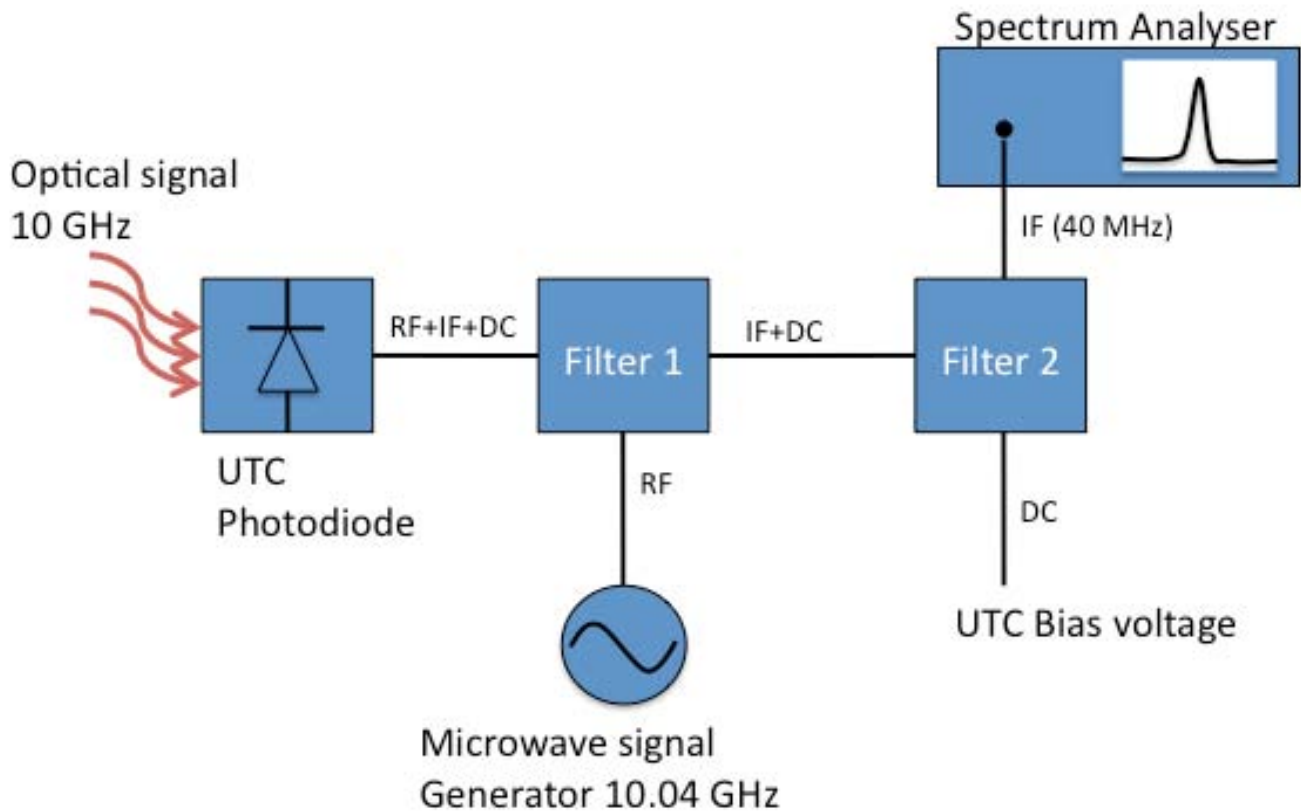 Spectrum Analyser
Optical signal
10 GHz
IF (40 MHz)
RF+IF+DC
IF+DC
Filter 1
Filter 2
UTC
Photodiode
RF
DC
UTC Bias voltage
Microwave signal
Generator 10.04 GHz